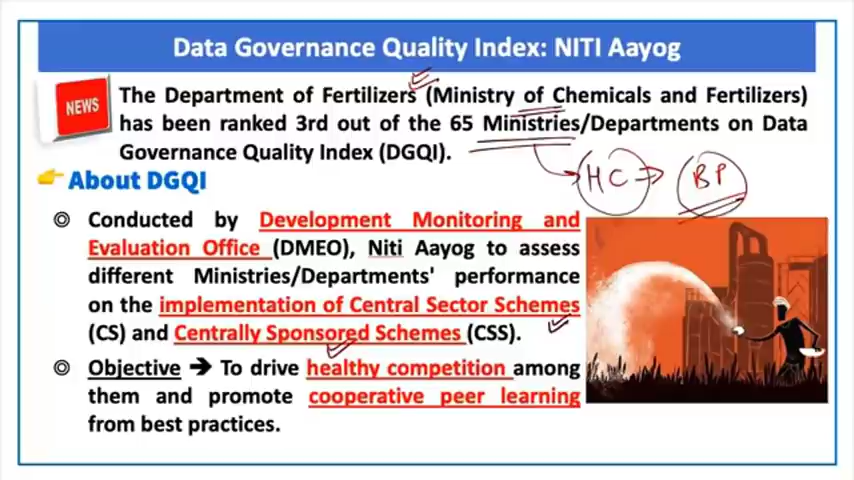 Data Governance Quality Index: NITI Aayog
NEWS
The Department of Fertilizers (Ministry of Chemicals and Fertilizers)
has been ranked 3rd out of the 65 Ministries/Departments on Data
Governance Quality Index (DGQI).
HC → BP
👉 About DGQI
◎ Conducted by Development Monitoring and
Evaluation Office (DMEO), Niti Aayog to assess
different Ministries/Departments' performance
on the implementation of Central Sector Schemes
(CS) and Centrally Sponsored Schemes (CSS).
◎ Objective ➔ To drive healthy competition among
them and promote cooperative peer learning
from best practices.